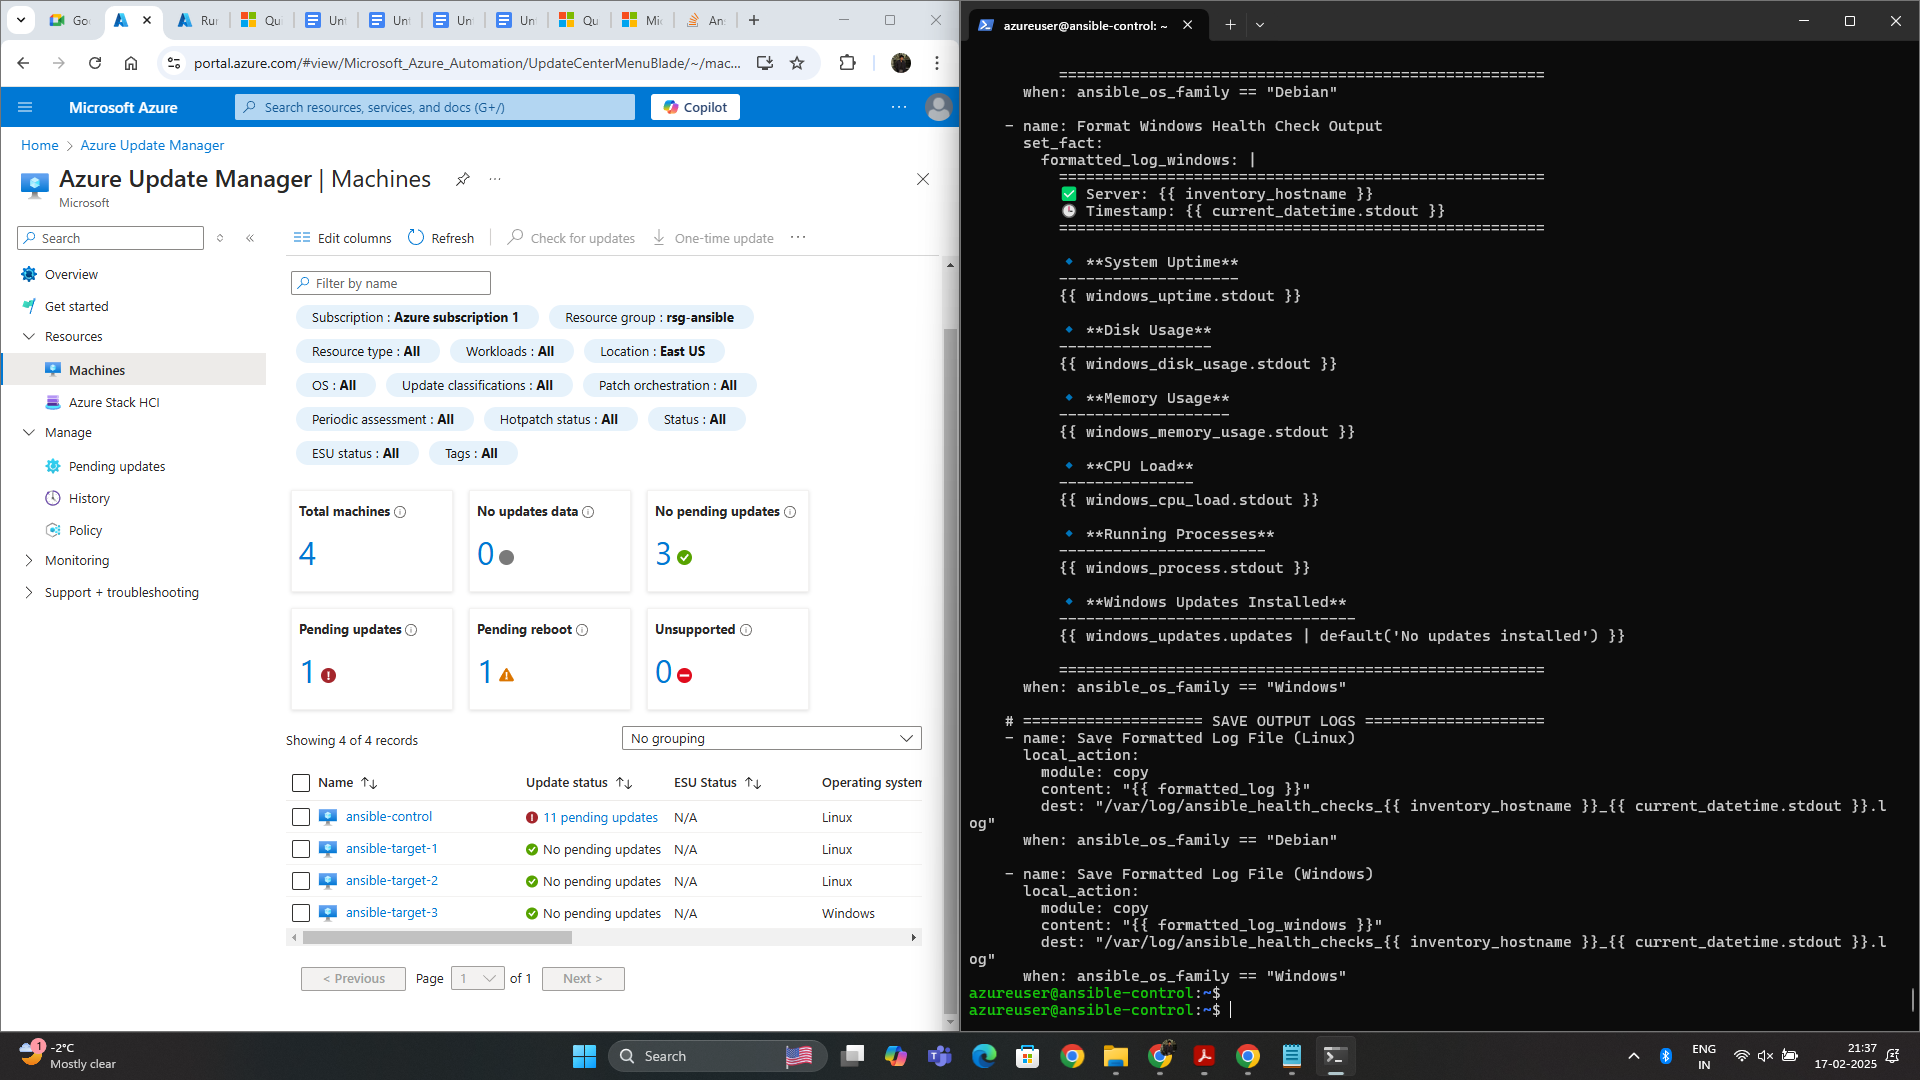 Go
Rur
Qui
Unt
Unt
Unt
Unt
Qu
Mic
An
portal.azure.com/#view/Microsoft_Azure_Automation/UpdateCenterMenuBlade/~/mac...
Microsoft Azure
Search resources, services, and docs (G+/)
Copilot
Home > Azure Update Manager
Azure Update Manager | Machines
Microsoft
Search
Edit columns
Refresh
Check for updates
One-time update
Overview
Get started
Resources
Machines
Azure Stack HCI
Manage
Pending updates
History
Policy
Monitoring
Support + troubleshooting
Filter by name
Subscription : Azure subscription 1
Resource group : rsg-ansible
Resource type : All
Workloads : All
Location : East US
OS : All
Update classifications : All
Patch orchestration : All
Periodic assessment : All
Hotpatch status : All
Status : All
ESU status : All
Tags : All
Total machines
4
No updates data
0
No pending updates
3
Pending updates
1
Pending reboot
1
Unsupported
0
Showing 4 of 4 records
No grouping
Name Update status ESU Status Operating system
ansible-control 11 pending updates N/A Linux
ansible-target-1 No pending updates N/A Linux
ansible-target-2 No pending updates N/A Linux
ansible-target-3 No pending updates N/A Windows
< Previous Page 1 of 1 Next >
azureuser@ansible-control: ~
======================================================
when: ansible_os_family == "Debian"
- name: Format Windows Health Check Output
set_fact:
formatted_log_windows: |
======================================================
✅ Server: {{ inventory_hostname }}
🕒 Timestamp: {{ current_datetime.stdout }}
======================================================
🔹 **System Uptime**
--------------------
{{ windows_uptime.stdout }}
🔹 **Disk Usage**
-----------------
{{ windows_disk_usage.stdout }}
🔹 **Memory Usage**
-------------------
{{ windows_memory_usage.stdout }}
🔹 **CPU Load**
---------------
{{ windows_cpu_load.stdout }}
🔹 **Running Processes**
-----------------------
{{ windows_process.stdout }}
🔹 **Windows Updates Installed**
---------------------------------
{{ windows_updates.updates | default('No updates installed') }}
======================================================
when: ansible_os_family == "Windows"
# ==================== SAVE OUTPUT LOGS ====================
- name: Save Formatted Log File (Linux)
local_action:
module: copy
content: "{{ formatted_log }}"
dest: "/var/log/ansible_health_checks_{{ inventory_hostname }}_{{ current_datetime.stdout }}.l
og"
when: ansible_os_family == "Debian"
- name: Save Formatted Log File (Windows)
local_action:
module: copy
content: "{{ formatted_log_windows }}"
dest: "/var/log/ansible_health_checks_{{ inventory_hostname }}_{{ current_datetime.stdout }}.l
og"
when: ansible_os_family == "Windows"
azureuser@ansible-control:~$
azureuser@ansible-control:~$
1
-2°C
Mostly clear
Search
ENG
IN
21:37
17-02-2025